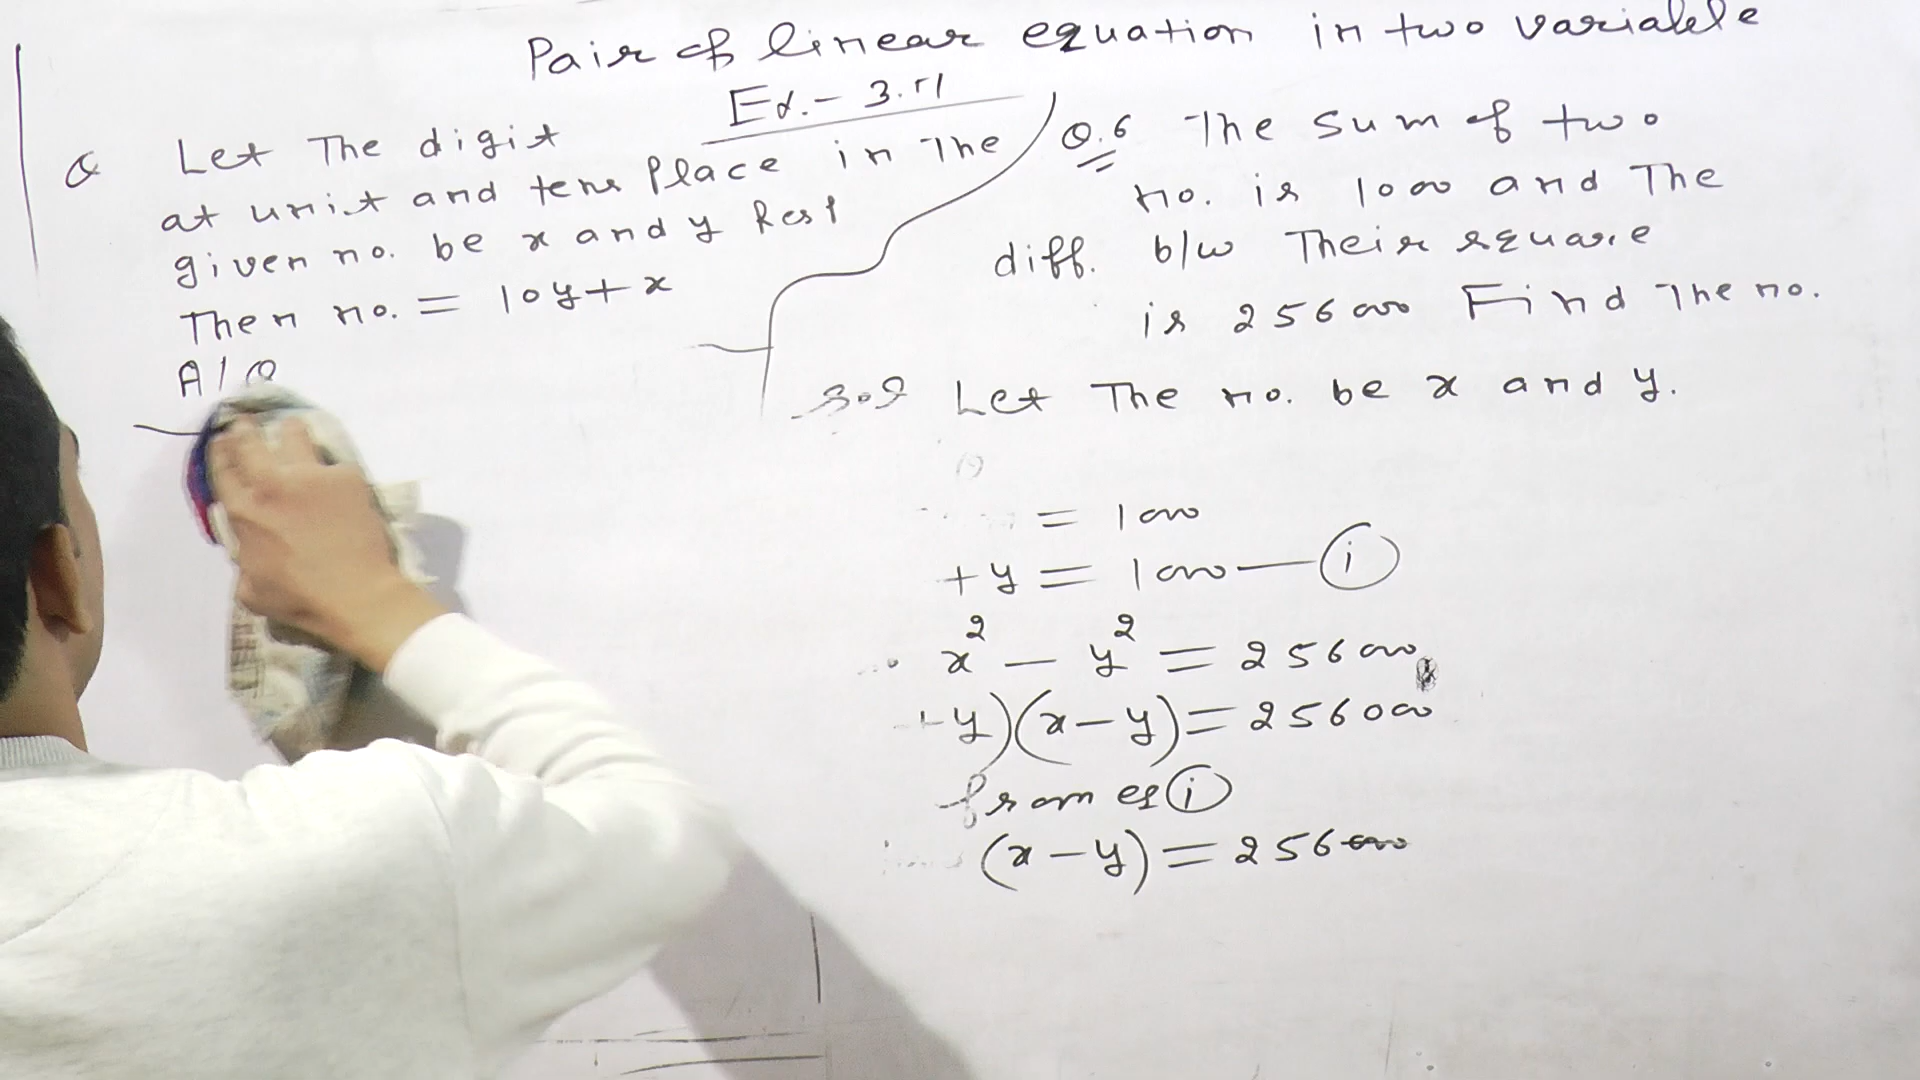 Pair of linear equation in two variable
Ex.- 3.5
Q Let The digit
at unit and tens Place in The
given no. be x and y Resp
Then no. = 10y+x
A/Q
Q.6 The Sum of two
no. is 1000 and The
diff. b/w Their square
is 256000 Find The no.
Sol Let The no. be x and y.
= 1000
+y = 1000 — (i)
x² - y² = 256000
+y)(x-y) = 256000
from eq (i)
(x-y) = 256000